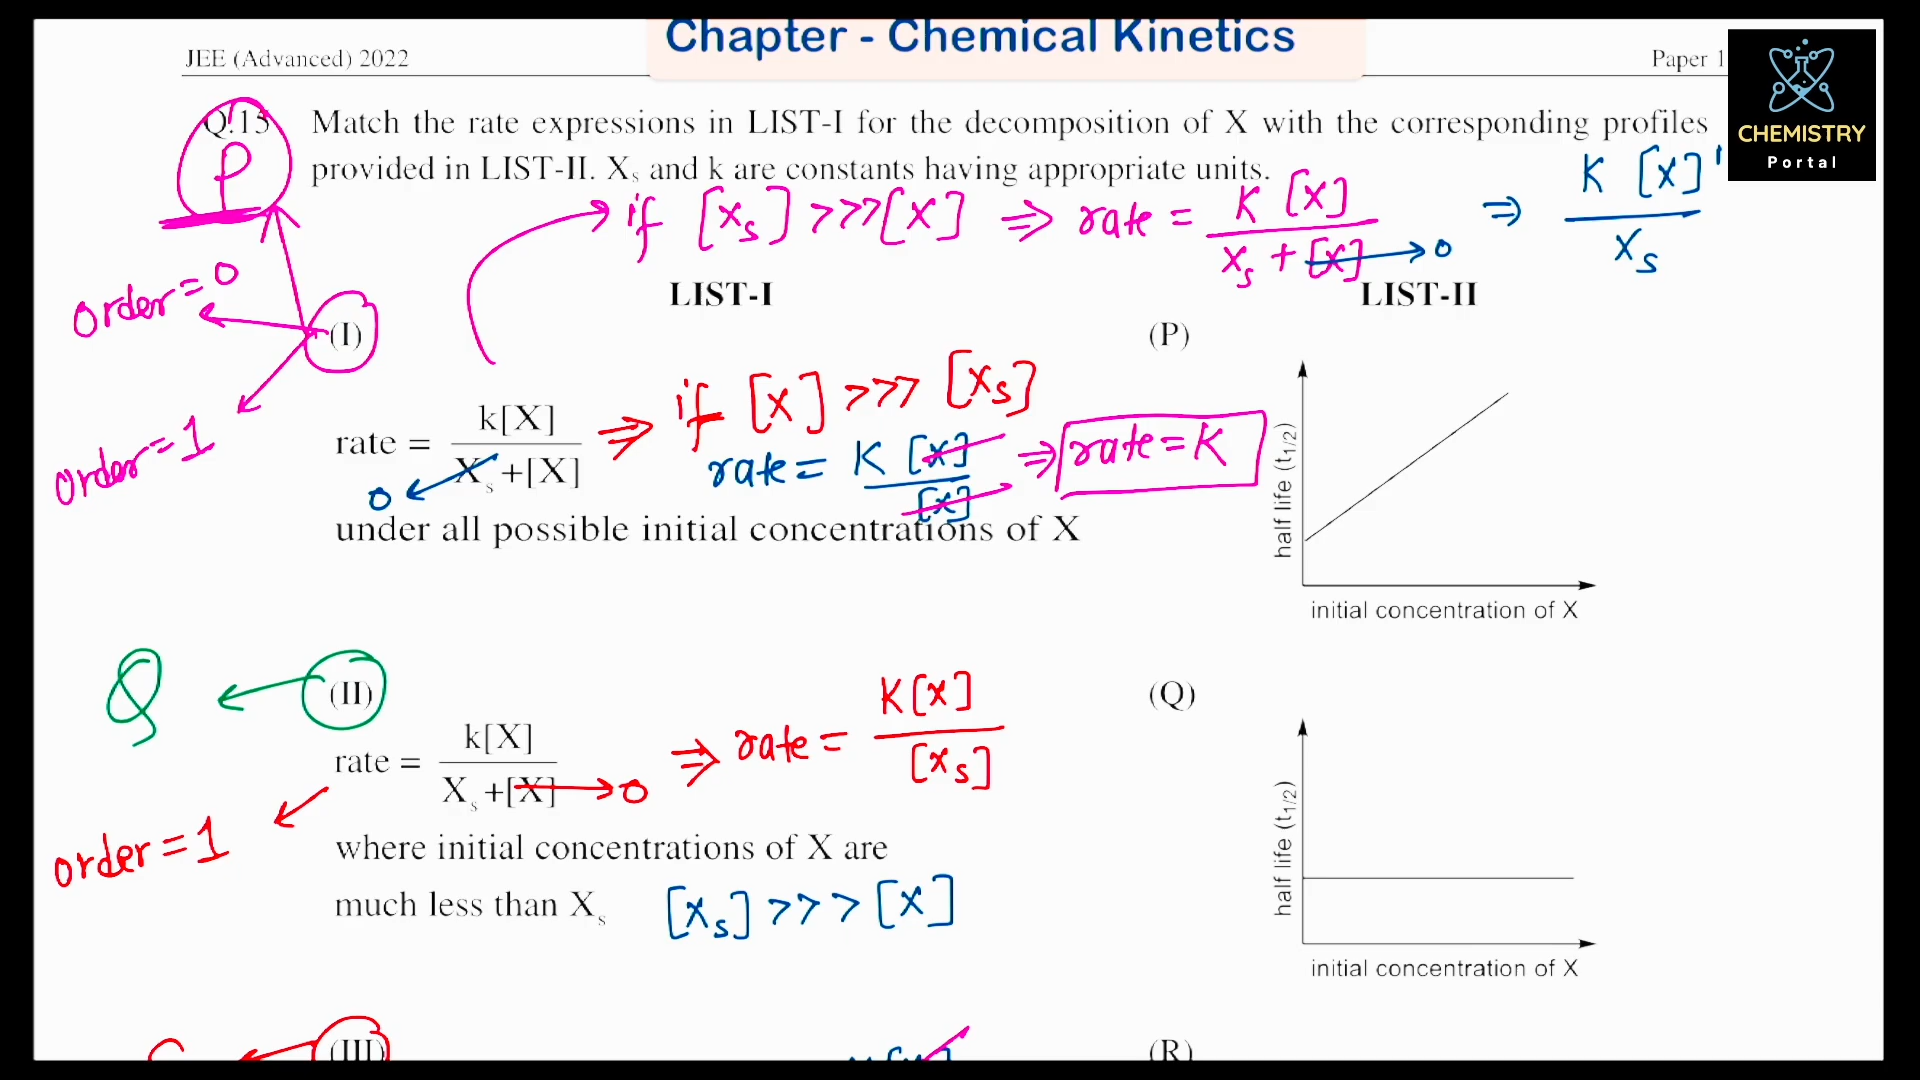 Chapter - Chemical Kinetics
JEE (Advanced) 2022
Paper 1
CHEMISTRY
Portal
Q.15 Match the rate expressions in LIST-I for the decomposition of X with the corresponding profiles
provided in LIST-II. Xs and k are constants having appropriate units.
P
if [Xs] >>> [X] ⇒ rate = K [X] / Xs + [X] → 0 ⇒ K [X]' / Xs
LIST-I
LIST-II
order = 0
(I)
order = 1
rate = k[X] / Xs + [X]
0
⇒ if [X] >>> [Xs]
rate = K [X] / [X] ⇒ rate = K
under all possible initial concentrations of X
(P)
half life (t1/2)
initial concentration of X
Q
(II)
rate = k[X] / Xs + [X] → 0
⇒ rate = K[X] / [Xs]
order = 1
where initial concentrations of X are
much less than Xs
[Xs] >>> [X]
(Q)
half life (t1/2)
initial concentration of X
(III)
(R)